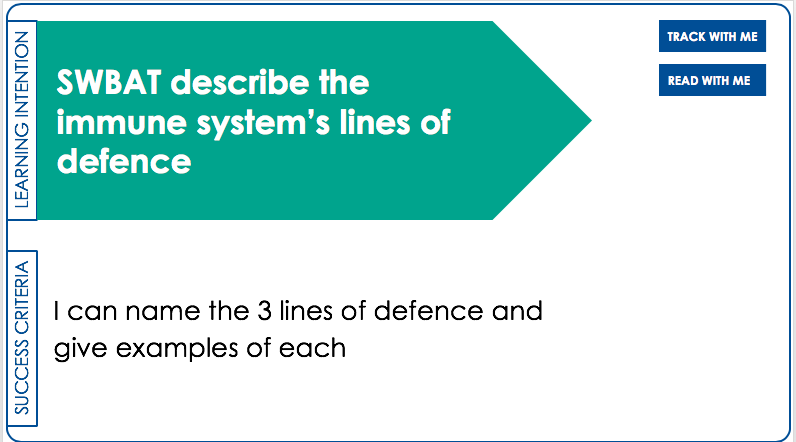 LEARNING INTENTION
SWBAT describe the
immune system’s lines of
defence
TRACK WITH ME
READ WITH ME
SUCCESS CRITERIA
I can name the 3 lines of defence and
give examples of each